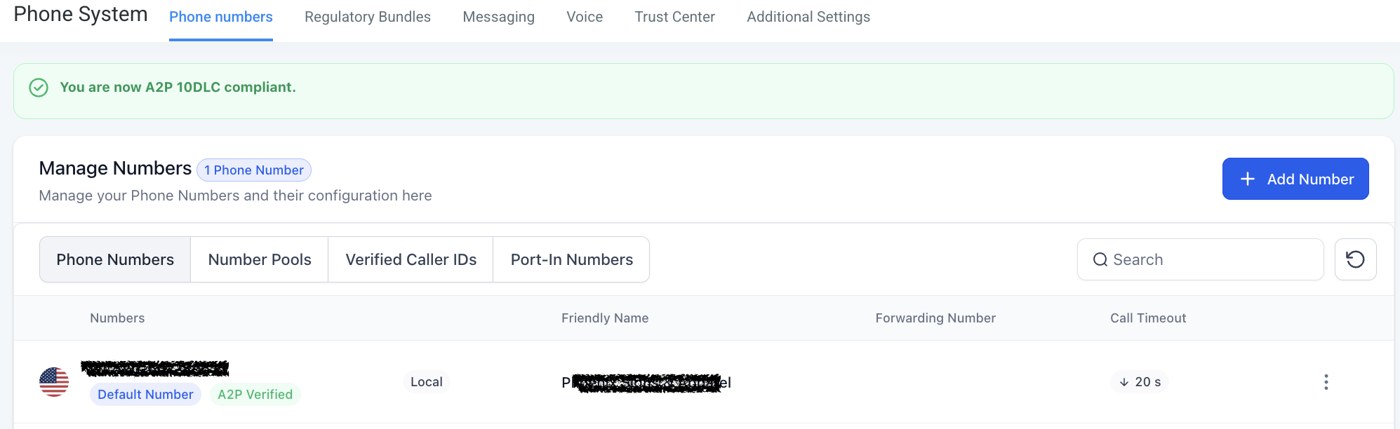 Phone System Phone numbers Regulatory Bundles Messaging Voice Trust Center Additional Settings
You are now A2P 10DLC compliant.
Manage Numbers 1 Phone Number
Manage your Phone Numbers and their configuration here
Add Number
Phone Numbers Number Pools Verified Caller IDs Port-In Numbers Search
Numbers Friendly Name Forwarding Number Call Timeout
Local 20 s
Default Number A2P Verified